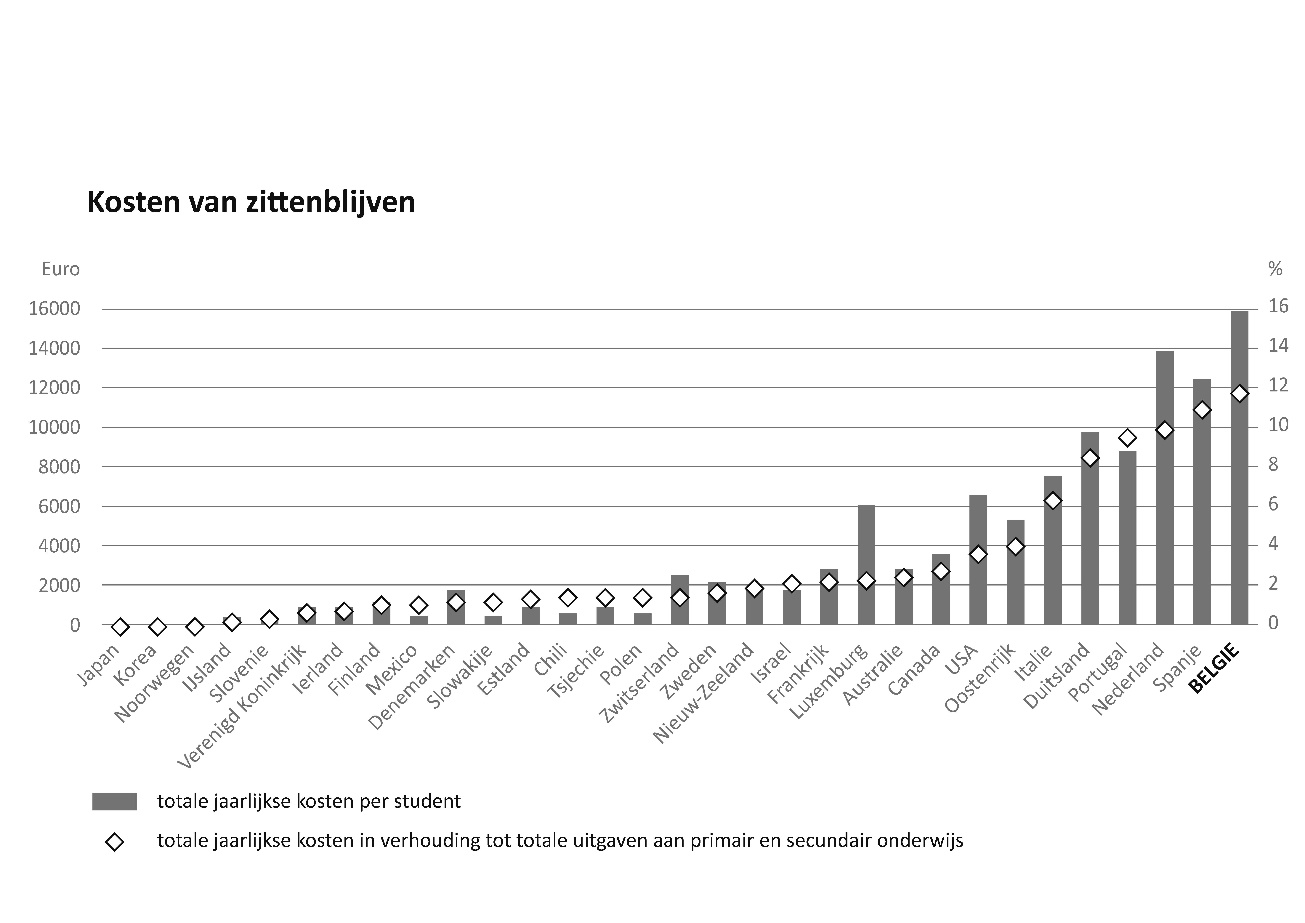 Kosten van zittenblijven
Euro
%
16000
16
14000
14
12000
12
10000
10
8000
8
6000
6
4000
4
2000
2
0
0
Japan
Korea
Noorwegen
IJsland
Slovenie
Verenigd Koninkrijk
Ierland
Finland
Mexico
Denemarken
Slowakije
Estland
Chili
Tsjechie
Polen
Zwitserland
Zweden
Nieuw-Zeeland
Israel
Frankrijk
Luxemburg
Australie
Canada
USA
Oostenrijk
Italie
Duitsland
Portugal
Nederland
Spanje
BELGIE
totale jaarlijkse kosten per student
totale jaarlijkse kosten in verhouding tot totale uitgaven aan primair en secundair onderwijs